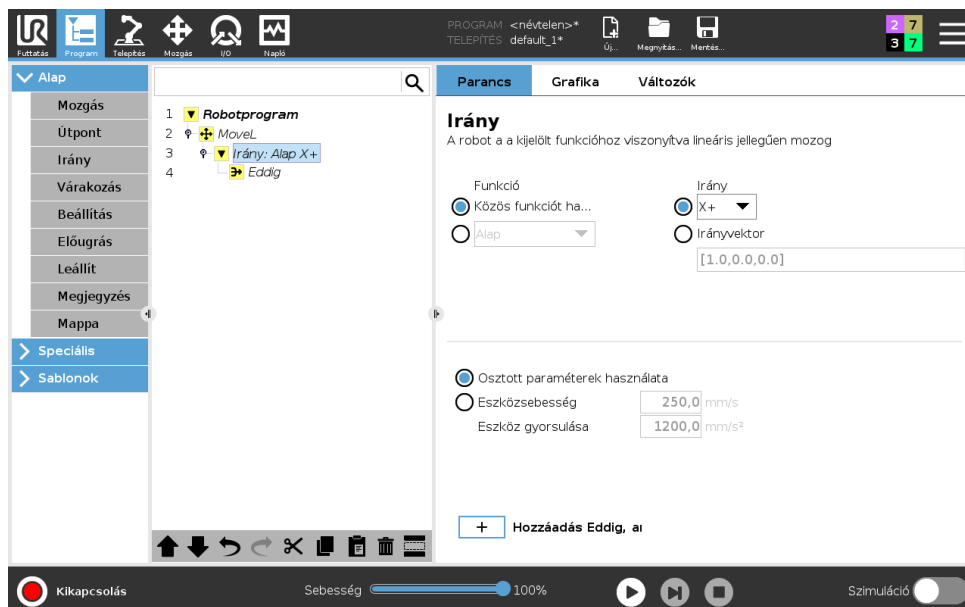 UR
Futtatás
Program
Telepítés
Mozgás
I/O
Napló
PROGRAM <névtelen>*
TELEPÍTÉS default_1*
Új...
Megnyitás...
Mentés...
2 7
3 7
Alap
Mozgás
Útpont
Irány
Várakozás
Beállítás
Előugrás
Leállít
Megjegyzés
Mappa
Speciális
Sablonok
1 Robotprogram
2 MoveL
3 Irány: Alap X+
4 Eddig
Parancs Grafika Változók
Irány
A robot a a kijelölt funkcióhoz viszonyítva lineáris jellegűen mozog
Funkció
Közös funkciót ha...
Alap
Irány
X+
Irányvektor
[1.0,0.0,0.0]
Osztott paraméterek használata
Eszközsebesség 250,0 mm/s
Eszköz gyorsulása 1200,0 mm/s²
+ Hozzáadás Eddig, ai
Kikapcsolás
Sebesség 100%
Szimuláció